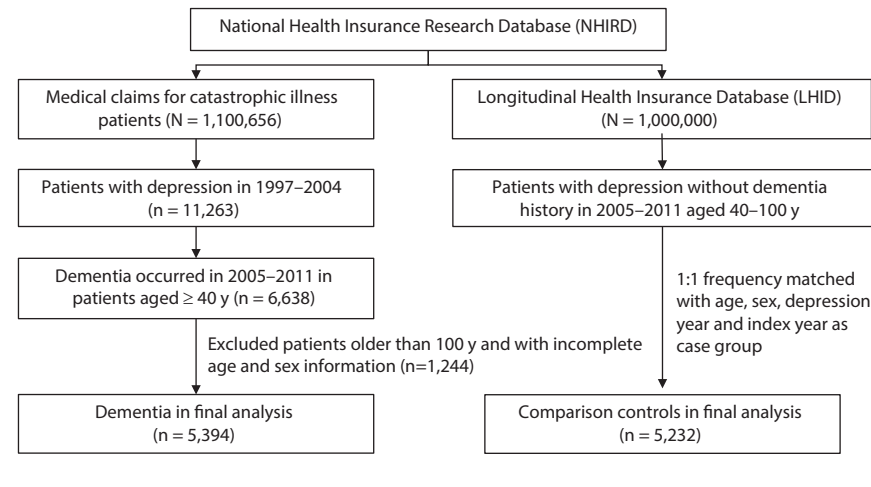 National Health Insurance Research Database (NHIRD)
Medical claims for catastrophic illness
patients (N = 1,100,656)
Longitudinal Health Insurance Database (LHID)
(N = 1,000,000)
Patients with depression in 1997–2004
(n = 11,263)
Patients with depression without dementia
history in 2005–2011 aged 40–100 y
Dementia occurred in 2005–2011 in
patients aged ≥ 40 y (n = 6,638)
1:1 frequency matched
with age, sex, depression
year and index year as
case group
Excluded patients older than 100 y and with incomplete
age and sex information (n=1,244)
Dementia in final analysis
(n = 5,394)
Comparison controls in final analysis
(n = 5,232)